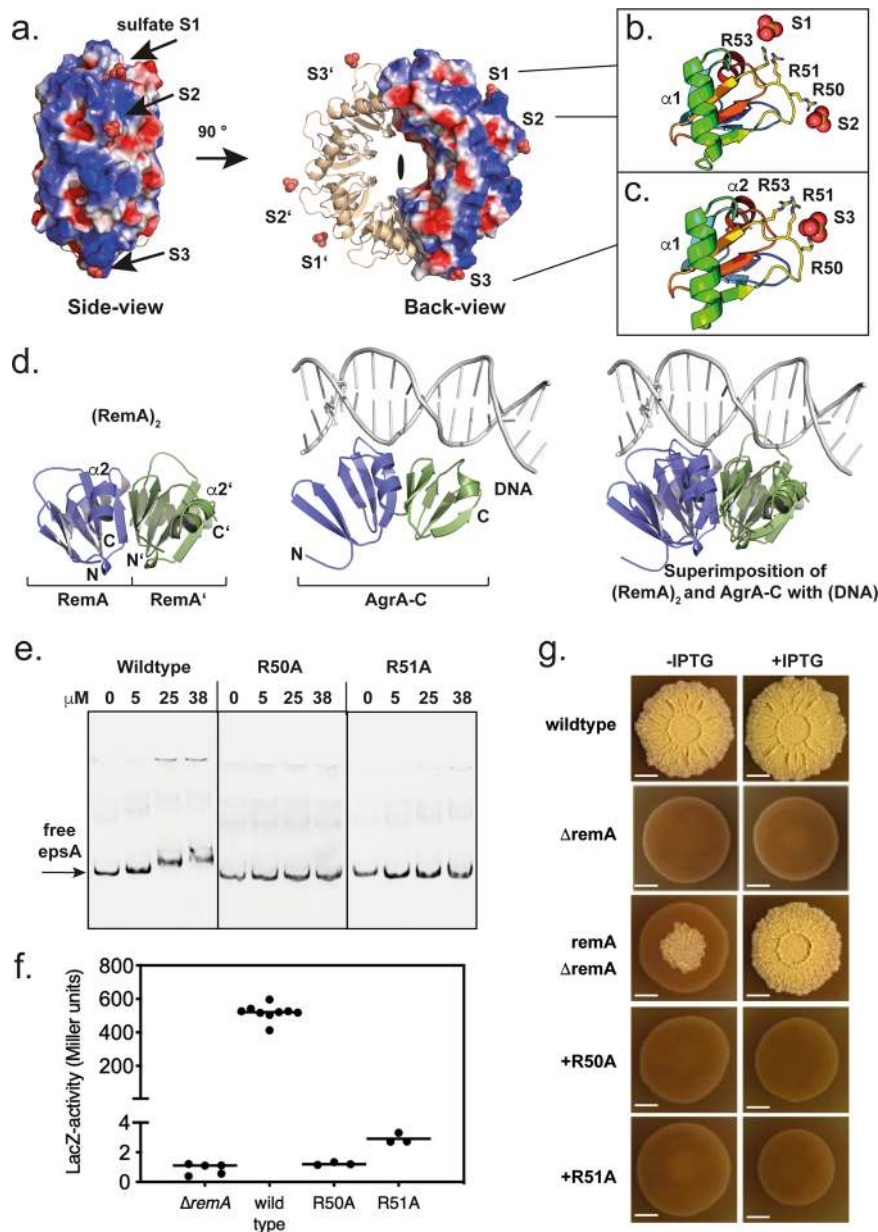 a.
sulfate S1
S2
90 °
S3
Side-view
S3‘
S2‘
S1‘
S1
S2
S3
Back-view
b.
S1
R53
R51
α1
R50
S2
c.
α2
R53
R51
α1
S3
R50
d.
(RemA)2
α2
α2‘
C
C‘
N
N‘
RemA
RemA‘
DNA
C
N
AgrA-C
Superimposition of
(RemA)2 and AgrA-C with (DNA)
e.
Wildtype R50A R51A
µM 0 5 25 38 0 5 25 38 0 5 25 38
free
epsA
f.
LacZ-activity (Miller units)
800
600
400
200
4
2
0
ΔremA wild type R50A R51A
g.
-IPTG +IPTG
wildtype
ΔremA
remA
ΔremA
+R50A
+R51A